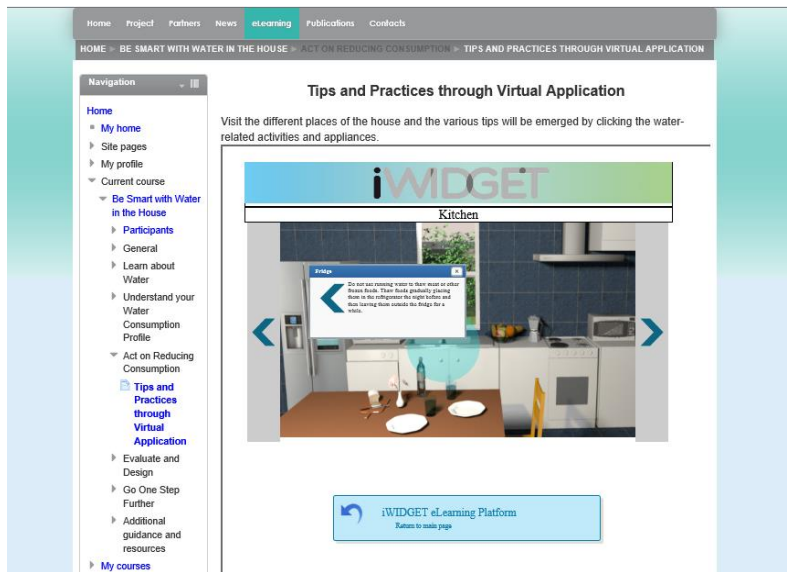 Home Project Partners News eLearning Publications Contacts
HOME ► BE SMART WITH WATER IN THE HOUSE ► ACT ON REDUCING CONSUMPTION ► TIPS AND PRACTICES THROUGH VIRTUAL APPLICATION
Navigation
Home
My home
Site pages
My profile
Current course
Be Smart with Water
in the House
Participants
General
Learn about
Water
Understand your
Water
Consumption
Profile
Act on Reducing
Consumption
Tips and
Practices
through
Virtual
Application
Evaluate and
Design
Go One Step
Further
Additional
guidance and
resources
My courses
Tips and Practices through Virtual Application
Visit the different places of the house and the various tips will be emerged by clicking the water-
related activities and appliances.
iWIDGET
Kitchen
Fridge
Do not use running water to thaw meat or other
frozen foods. Thaw foods gradually placing
them in the refrigerator the night before and
then leaving them outside the fridge for a
while.
iWIDGET eLearning Platform
Return to main page